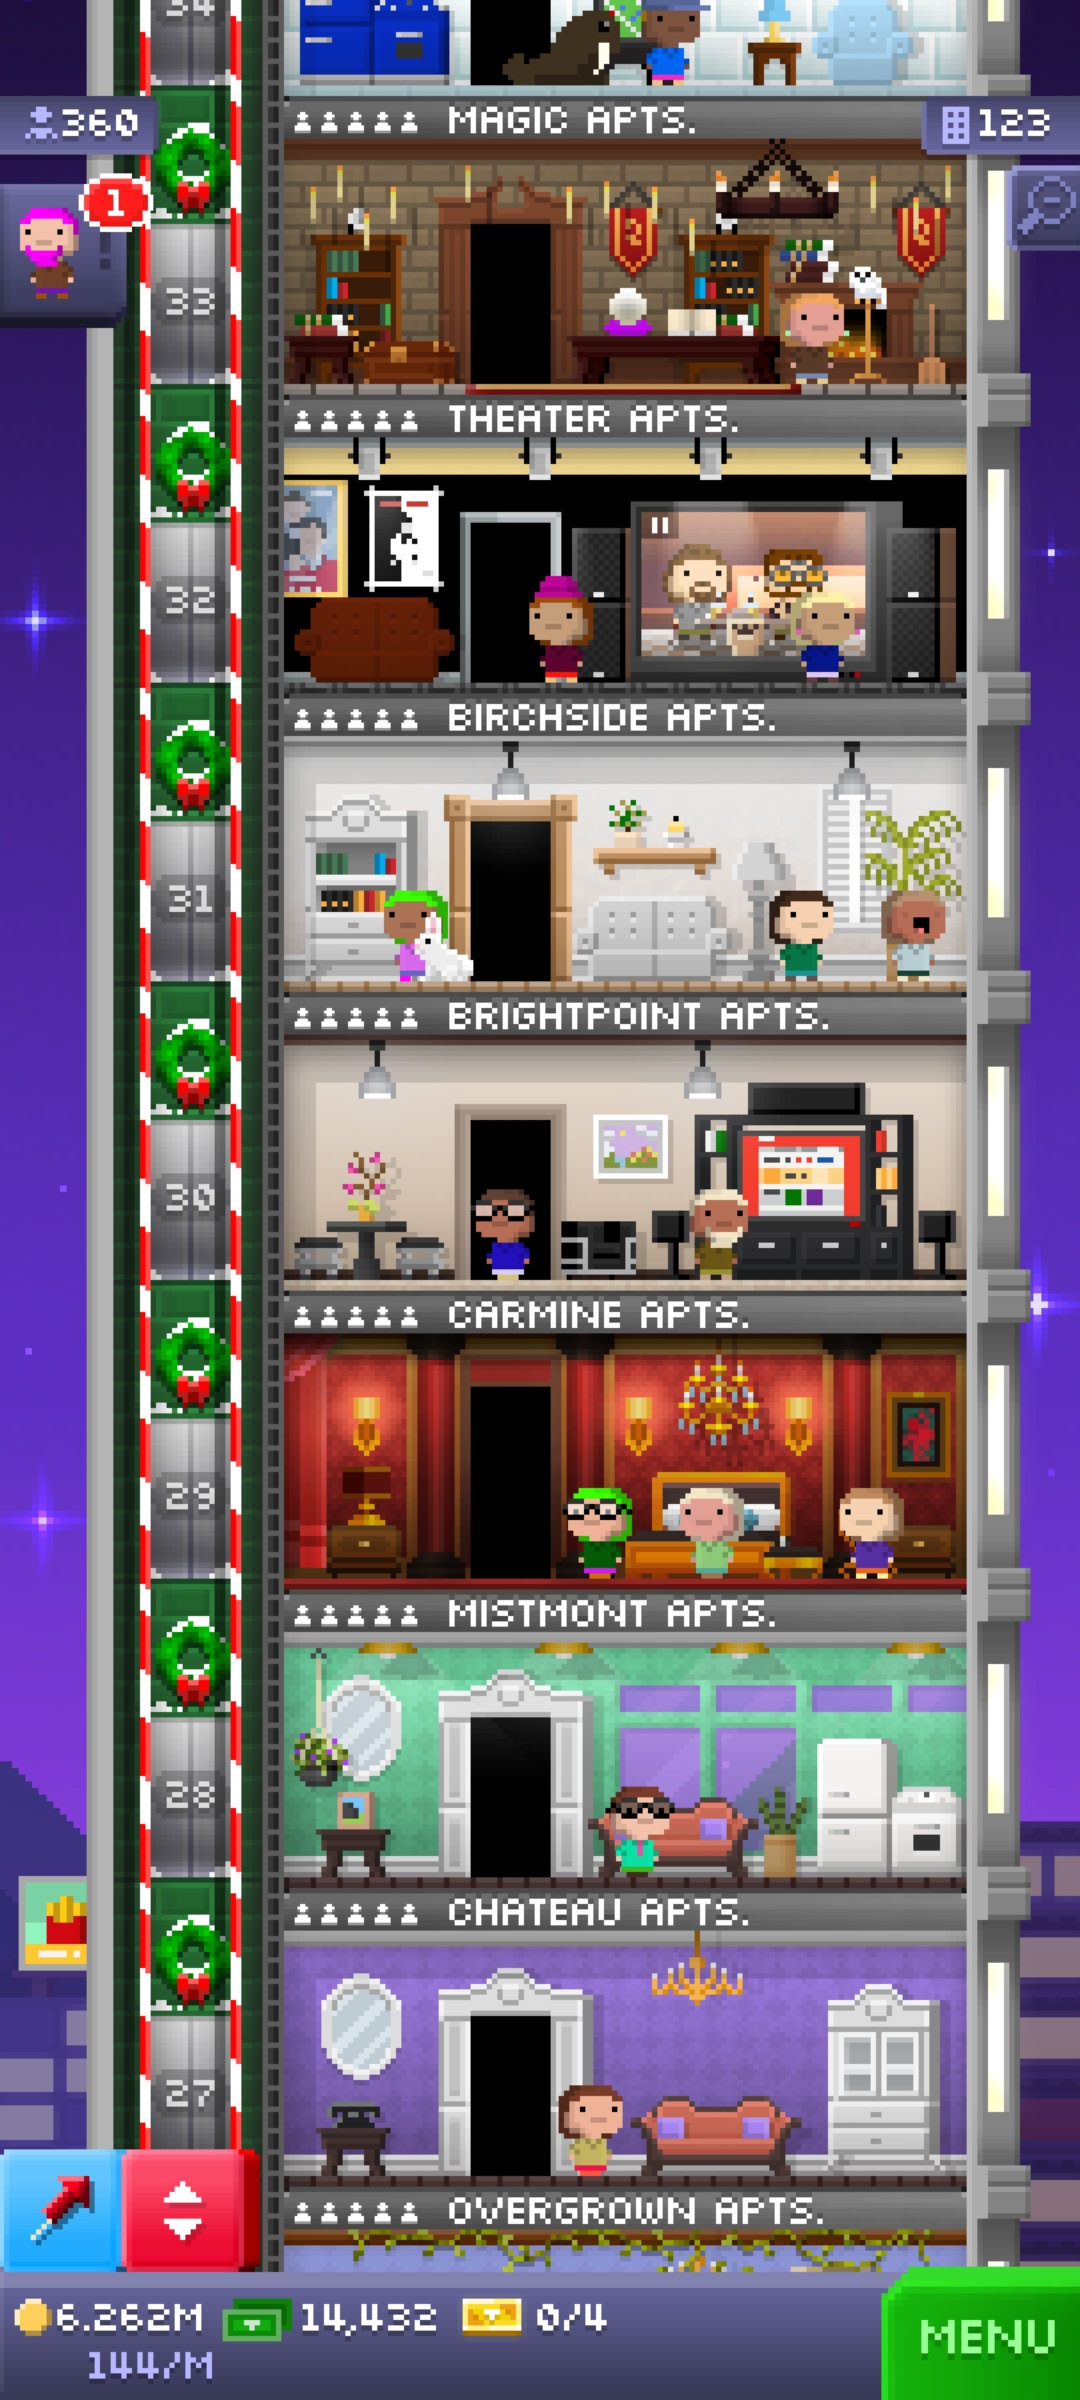 34
360
MAGIC APTS.
123
1
33
THEATER APTS.
32
BIRCHSIDE APTS.
31
BRIGHTPOINT APTS.
30
CARMINE APTS.
29
MISTMONT APTS.
28
CHATEAU APTS.
27
OVERGROWN APTS.
6.262M 14,432 0/4
144/M
MENU